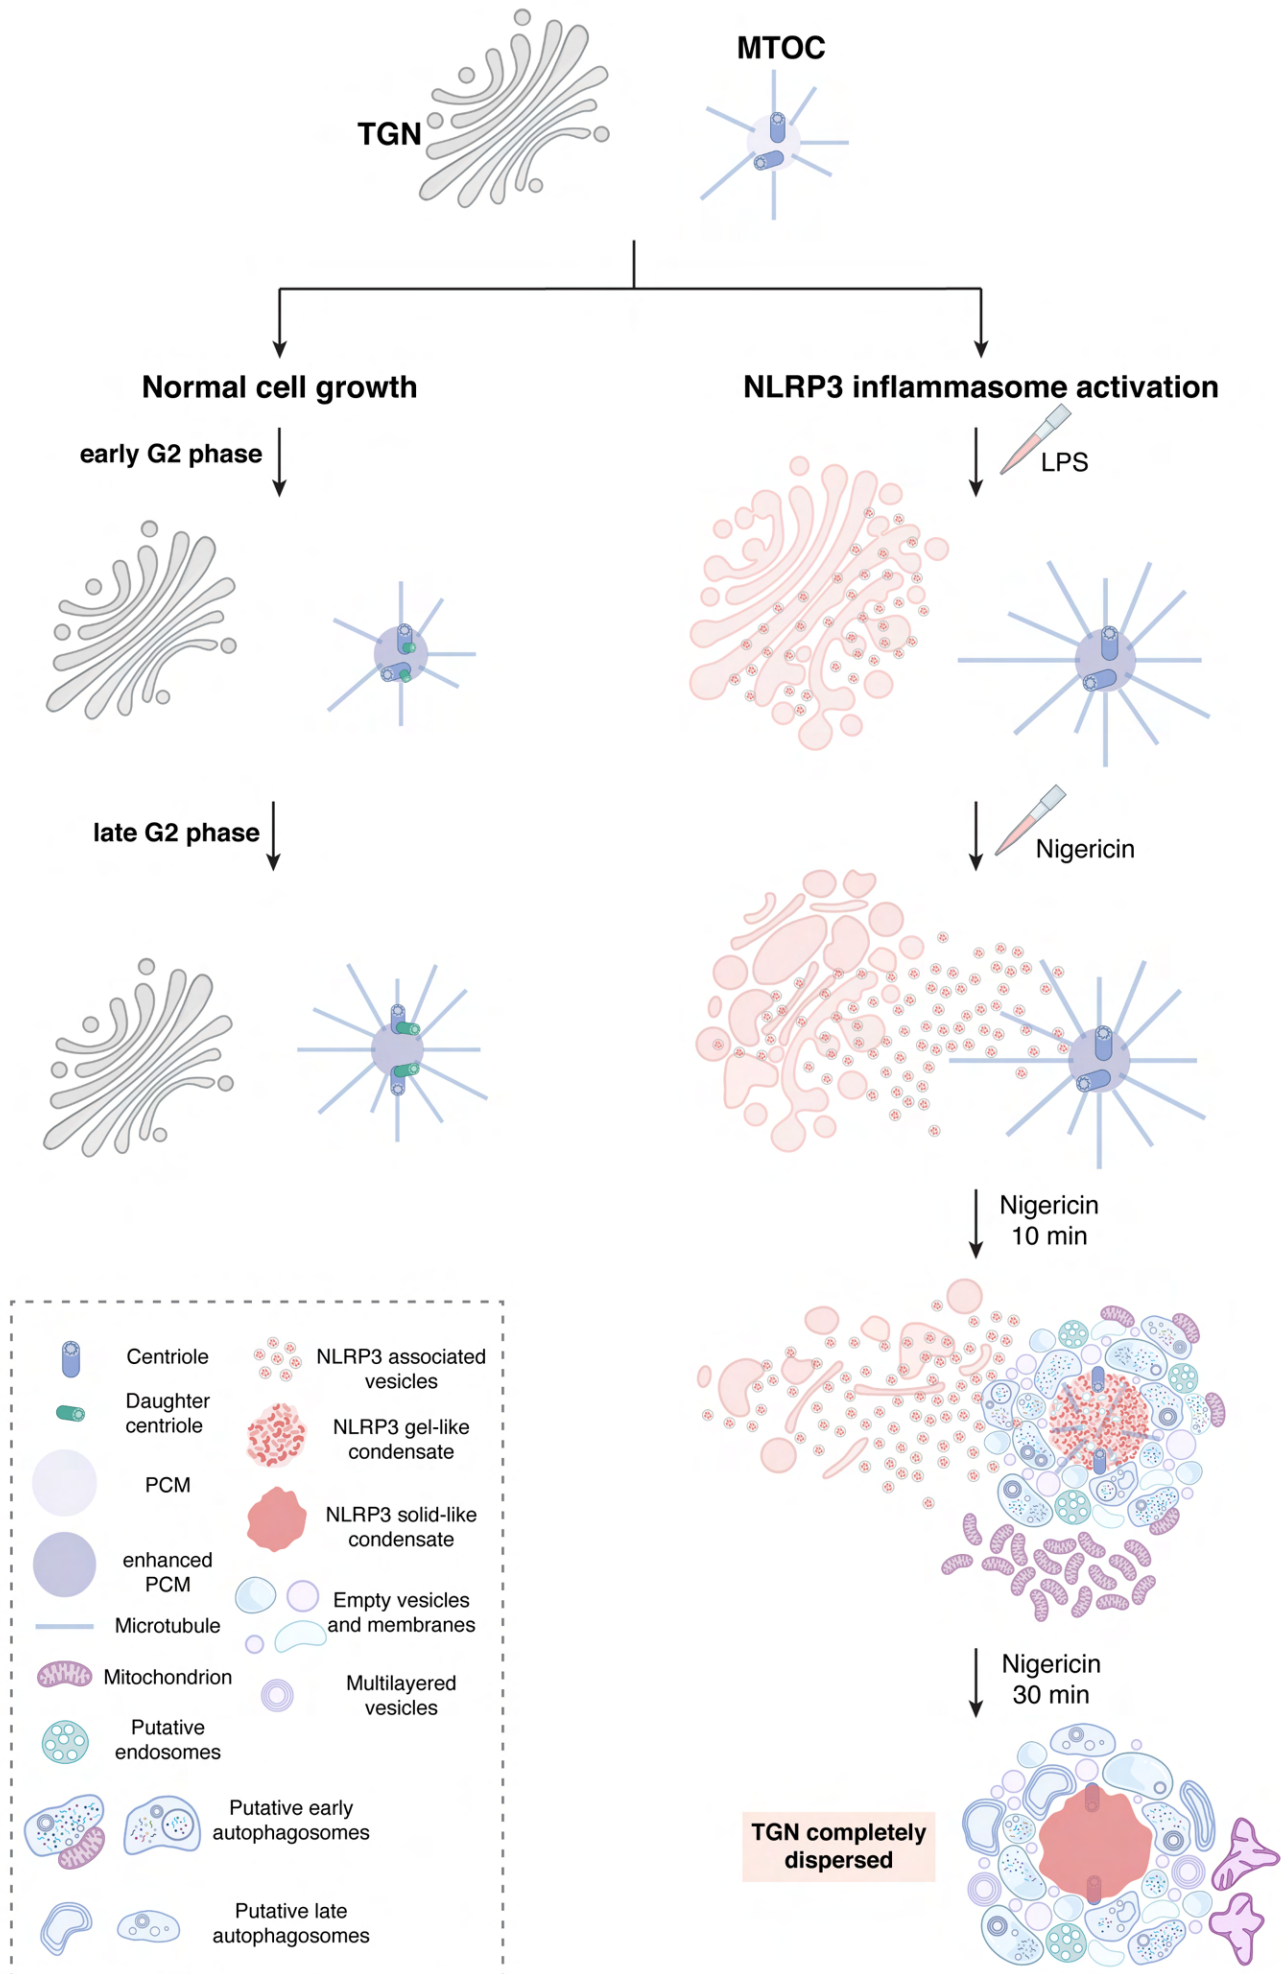 MTOC
TGN
Normal cell growth
NLRP3 inflammasome activation
early G2 phase
LPS
late G2 phase
Nigericin
Nigericin
10 min
Nigericin
30 min
TGN completely
dispersed
Centriole
Daughter
centriole
PCM
enhanced
PCM
Microtubule
Mitochondrion
Putative
endosomes
Putative early
autophagosomes
Putative late
autophagosomes
NLRP3 associated
vesicles
NLRP3 gel-like
condensate
NLRP3 solid-like
condensate
Empty vesicles
and membranes
Multilayered
vesicles